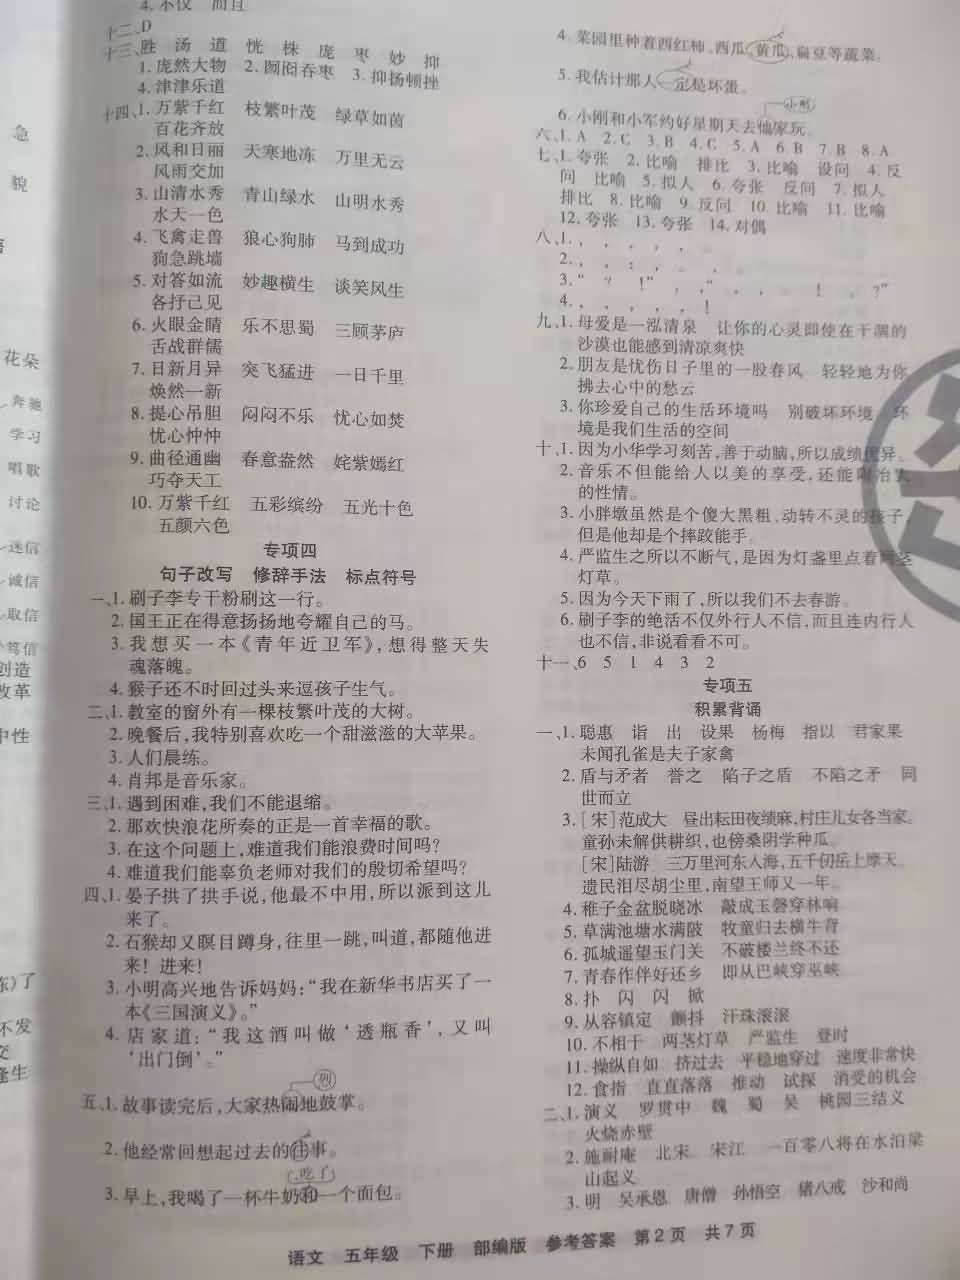 急
貌
花朵
奔驰
学习
唱歌
讨论
迷信
诚信
取信
笃信
创造
改革
中性
了
不发
逢生
4. 不仅 而且
十二、D
十三、胜 汤 道 恍 株 庞 枣 妙 抑
1. 庞然大物 2. 囫囵吞枣 3. 抑扬顿挫
4. 津津乐道
十四、1. 万紫千红 枝繁叶茂 绿草如茵
百花齐放
2. 风和日丽 天寒地冻 万里无云
风雨交加
3. 山清水秀 青山绿水 山明水秀
水天一色
4. 飞禽走兽 狼心狗肺 马到成功
狗急跳墙
5. 对答如流 妙趣横生 谈笑风生
各抒己见
6. 火眼金睛 乐不思蜀 三顾茅庐
舌战群儒
7. 日新月异 突飞猛进 一日千里
焕然一新
8. 提心吊胆 闷闷不乐 忧心如焚
忧心忡忡
9. 曲径通幽 春意盎然 姹紫嫣红
巧夺天工
10. 万紫千红 五彩缤纷 五光十色
五颜六色
专项四
句子改写 修辞手法 标点符号
一、1. 刷子李专干粉刷这一行。
2. 国王正在得意扬扬地夸耀自己的马。
3. 我想买一本《青年近卫军》,想得整天失
魂落魄。
4. 猴子还不时回过头来逗孩子生气。
二、1. 教室的窗外有一棵枝繁叶茂的大树。
2. 晚餐后,我特别喜欢吃一个甜滋滋的大苹果。
3. 人们晨练。
4. 肖邦是音乐家。
三、1. 遇到困难,我们不能退缩。
2. 那欢快浪花所奏的正是一首幸福的歌。
3. 在这个问题上,难道我们能浪费时间吗?
4. 难道我们能辜负老师对我们的殷切希望吗?
四、1. 晏子拱了拱手说,他最不中用,所以派到这儿
来了。
2. 石猴却又瞑目蹲身,往里一跳,叫道,都随他进
来! 进来!
3. 小明高兴地告诉妈妈:“我在新华书店买了一
本《三国演义》。”
4. 店家道:“我这酒叫做‘透瓶香’,又叫
‘出门倒’。”
烈
五、1. 故事读完后,大家热闹地鼓掌。
2. 他经常回想起过去的往事。
,吃了
3. 早上,我喝了一杯牛奶和一个面包。
4. 菜园里种着西红柿、西瓜、黄瓜、扁豆等蔬菜。
5. 我估计那人一定是坏蛋。
小刚
6. 小刚和小军约好星期天去他家玩。
六、1. A 2. C 3. B 4. C 5. A 6. B 7. B 8. A
七、1. 夸张 2. 比喻 排比 3. 比喻 设问 4. 反
问 比喻 5. 拟人 6. 夸张 反问 7. 拟人
排比 8. 比喻 9. 反问 10. 比喻 11. 比喻
12. 夸张 13. 夸张 14. 对偶
八、1. , , , , 。
2. , , : , 。 。
3. “ ? !” , ,“ , 。 ! , ?”
4. , , , , !
九、1. 母爱是一泓清泉 让你的心灵即使在干涸的
沙漠也能感到清凉爽快
2. 朋友是忧伤日子里的一股春风 轻轻地为你
拂去心中的愁云
3. 你珍爱自己的生活环境吗 别破坏环境 环
境是我们生活的空间
十、1. 因为小华学习刻苦,善于动脑,所以成绩优异。
2. 音乐不但能给人以美的享受,还能陶冶人
的性情。
3. 小胖墩虽然是个傻大黑粗、动转不灵的孩子,
但是他却是个摔跤能手。
4. 严监生之所以不断气,是因为灯盏里点着两茎
灯草。
5. 因为今天下雨了,所以我们不去春游。
6. 刷子李的绝活不仅外行人不信,而且连内行人
也不信,非说看看不可。
十一、6 5 1 4 3 2
专项五
积累背诵
一、1. 聪惠 诣 出 设果 杨梅 指以 君家果
未闻孔雀是夫子家禽
2. 盾与矛者 誉之 陷子之盾 不陷之矛 同
世而立
3. [宋]范成大 昼出耘田夜绩麻,村庄儿女各当家。
童孙未解供耕织,也傍桑阴学种瓜。
[宋]陆游 三万里河东入海,五千仞岳上摩天。
遗民泪尽胡尘里,南望王师又一年。
4. 稚子金盆脱晓冰 敲成玉磬穿林响
5. 草满池塘水满陂 牧童归去横牛背
6. 孤城遥望玉门关 不破楼兰终不还
7. 青春作伴好还乡 即从巴峡穿巫峡
8. 扑 闪 闪 掀
9. 从容镇定 颤抖 汗珠滚滚
10. 不相干 两茎灯草 严监生 登时
11. 操纵自如 挤过去 平稳地穿过 速度非常快
12. 食指 直直落落 推动 试探 消受的机会
二、1. 演义 罗贯中 魏 蜀 吴 桃园三结义
火烧赤壁
2. 施耐庵 北宋 宋江 一百零八将在水泊梁
山起义
3. 明 吴承恩 唐僧 孙悟空 猪八戒 沙和尚
语文 五年级 下册 部编版 参考答案 第2页 共7页